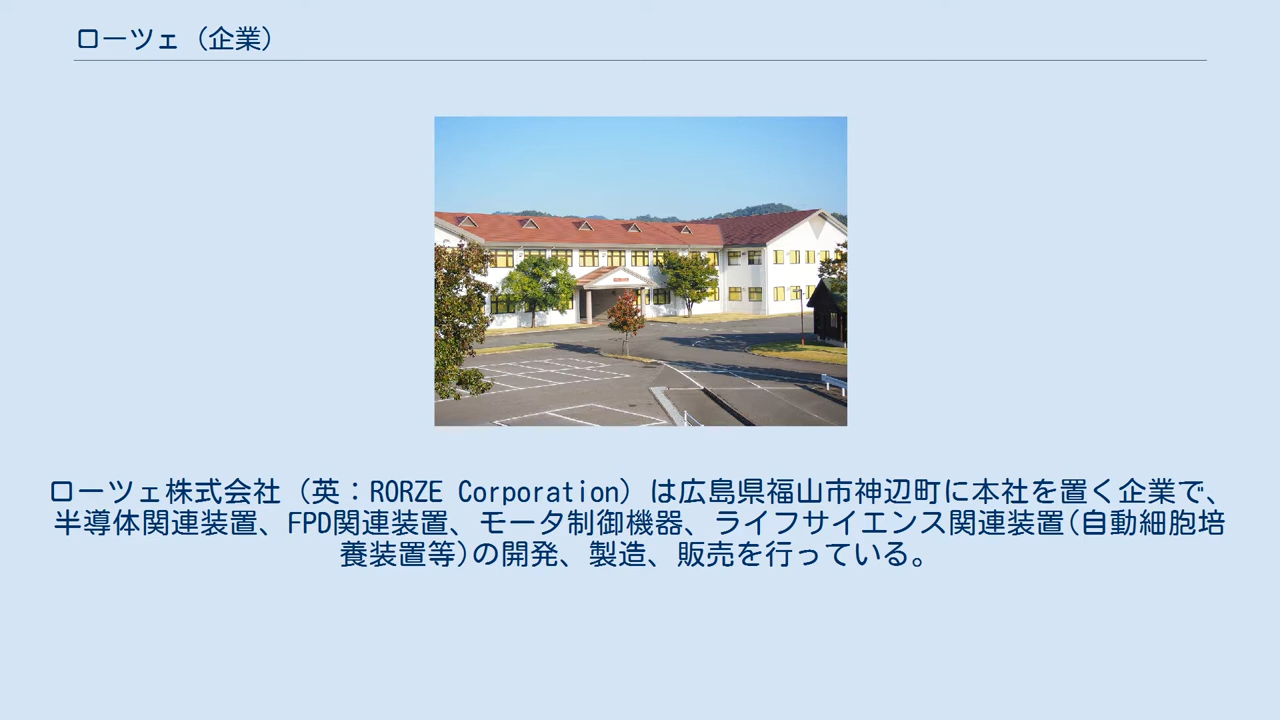 ローツェ（企業）
ローツェ株式会社（英：RORZE Corporation）は広島県福山市神辺町に本社を置く企業で、
半導体関連装置、FPD関連装置、モータ制御機器、ライフサイエンス関連装置(自動細胞培
養装置等)の開発、製造、販売を行っている。